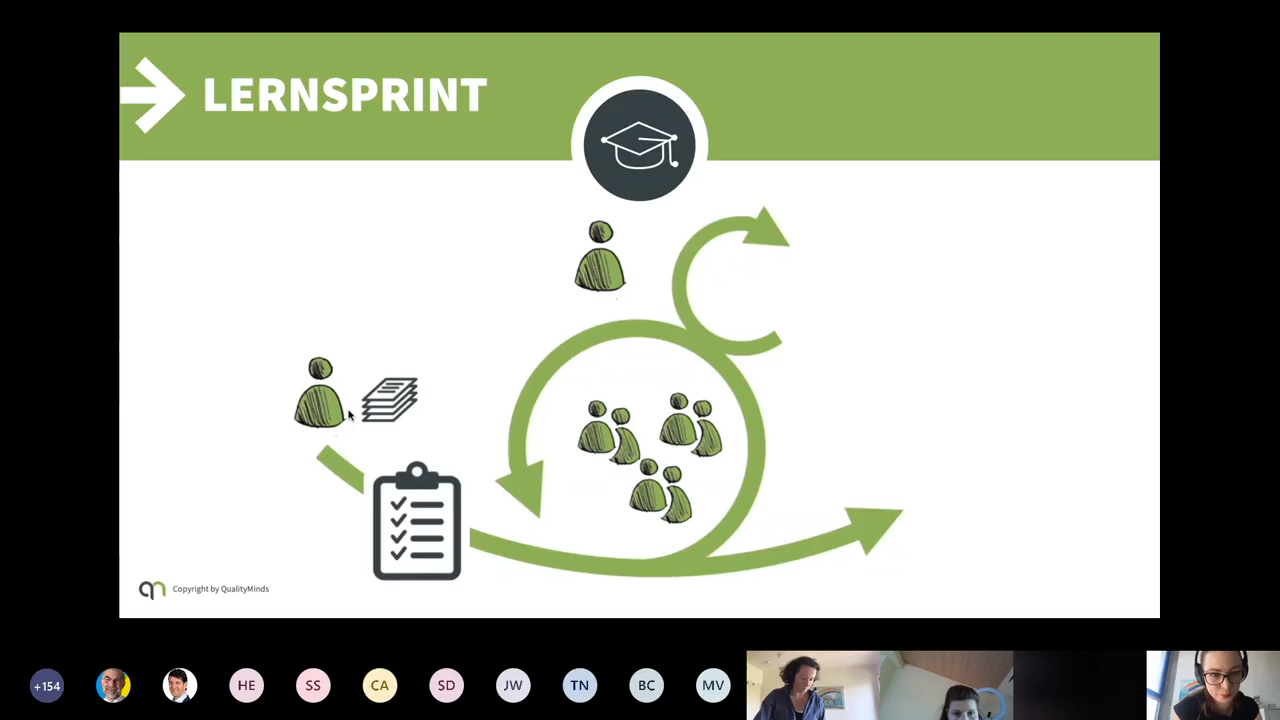 LERNSPRINT
Copyright by QualityMinds
+154
HE
SS
CA
SD
JW
TN
BC
MV